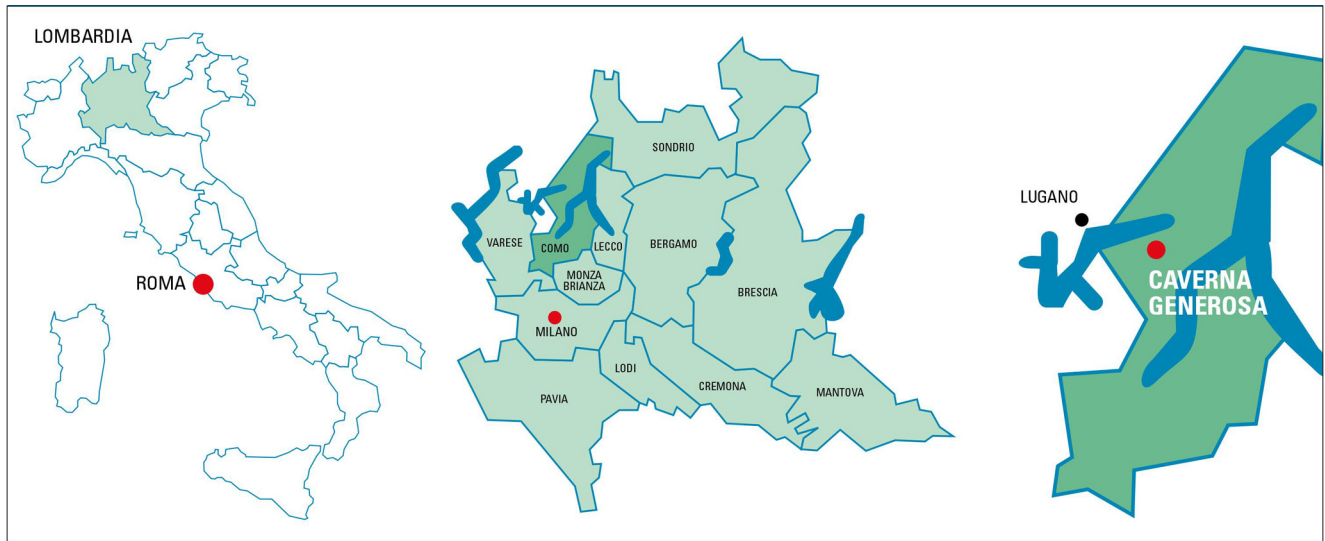 LOMBARDIA
ROMA
SONDRIO
VARESE
COMO
LECCO
BERGAMO
MONZA
BRIANZA
BRESCIA
MILANO
LODI
PAVIA
CREMONA
MANTOVA
LUGANO
CAVERNA
GENEROSA